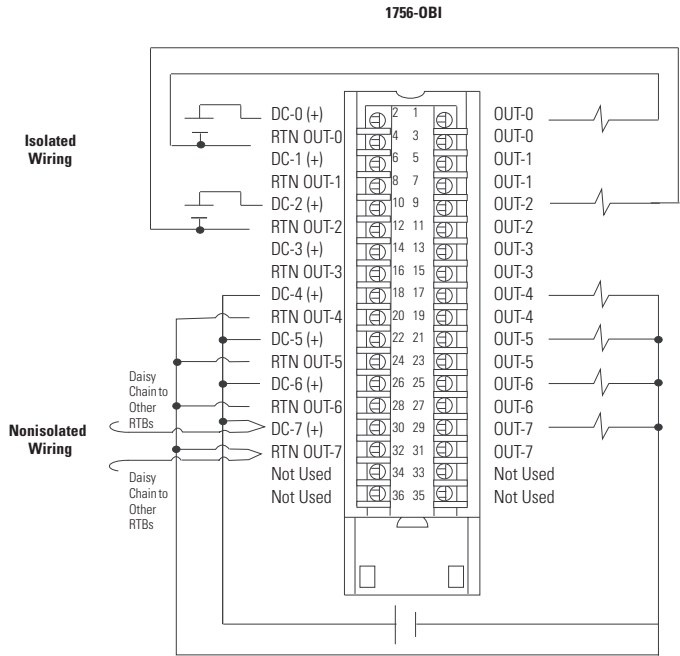 1756-OBI
DC-0 (+) 2 1 OUT-0
RTN OUT-0 4 3 OUT-0
Isolated
Wiring
DC-1 (+) 6 5 OUT-1
RTN OUT-1 8 7 OUT-1
DC-2 (+) 10 9 OUT-2
RTN OUT-2 12 11 OUT-2
DC-3 (+) 14 13 OUT-3
RTN OUT-3 16 15 OUT-3
DC-4 (+) 18 17 OUT-4
RTN OUT-4 20 19 OUT-4
DC-5 (+) 22 21 OUT-5
RTN OUT-5 24 23 OUT-5
DC-6 (+) 26 25 OUT-6
RTN OUT-6 28 27 OUT-6
Daisy
Chain to
Other
RTBs
Nonisolated
Wiring
DC-7 (+) 30 29 OUT-7
RTN OUT-7 32 31 OUT-7
Not Used 34 33 Not Used
Not Used 36 35 Not Used
Daisy
Chain to
Other
RTBs